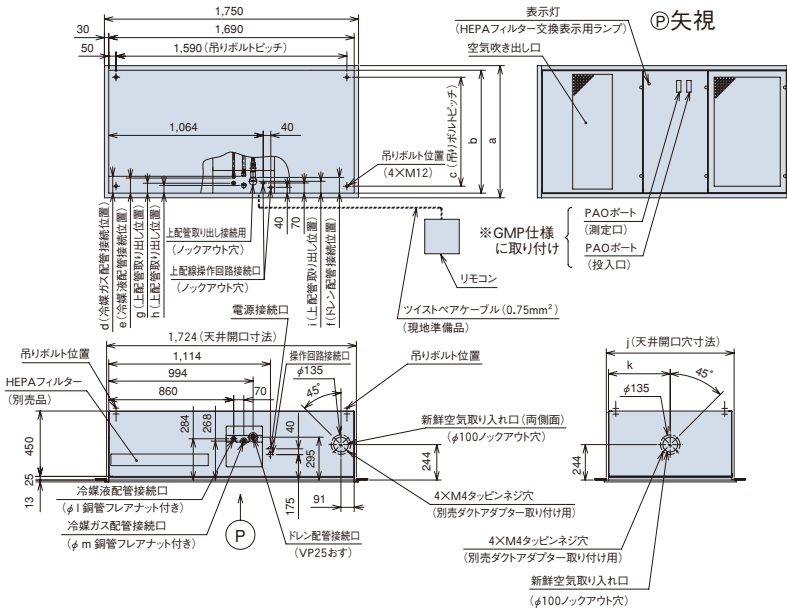 1,750
1,690
30
50
1,590(吊りボルトピッチ)
1,064
40
c(吊りボルトピッチ)
b
a
吊りボルト位置
(4×M12)
40
70
上配管取り出し接続用
(ノックアウト穴)
上配線操作回路接続口
(ノックアウト穴)
d(冷媒ガス配管接続位置)
e(冷媒液配管接続位置)
g(上配管取り出し位置)
h(上配管取り出し位置)
i(上配管取り出し位置)
f(ドレン配管接続位置)
リモコン
ツイストペアケーブル(0.75mm²)
(現地準備品)
表示灯
(HEPAフィルター交換表示用ランプ)
空気吹き出し口
Ⓟ矢視
※GMP仕様
に取り付け
PAOポート
(測定口)
PAOポート
(投入口)
電源接続口
1,724(天井開口寸法)
吊りボルト位置
1,114
操作回路接続口
吊りボルト位置
994
φ135
HEPAフィルター
(別売品)
860
70
45°
284
268
40
295
175
91
244
450
25
13
新鮮空気取り入れ口(両側面)
(φ100ノックアウト穴)
4×M4タッピンネジ穴
(別売ダクトアダプター取り付け用)
冷媒液配管接続口
(φl 銅管フレアナット付き)
冷媒ガス配管接続口
(φm 銅管フレアナット付き)
P
ドレン配管接続口
(VP25おす)
j(天井開口穴寸法)
k
45°
φ135
244
4×M4タッピンネジ穴
(別売ダクトアダプター取り付け用)
新鮮空気取り入れ口
(φ100ノックアウト穴)